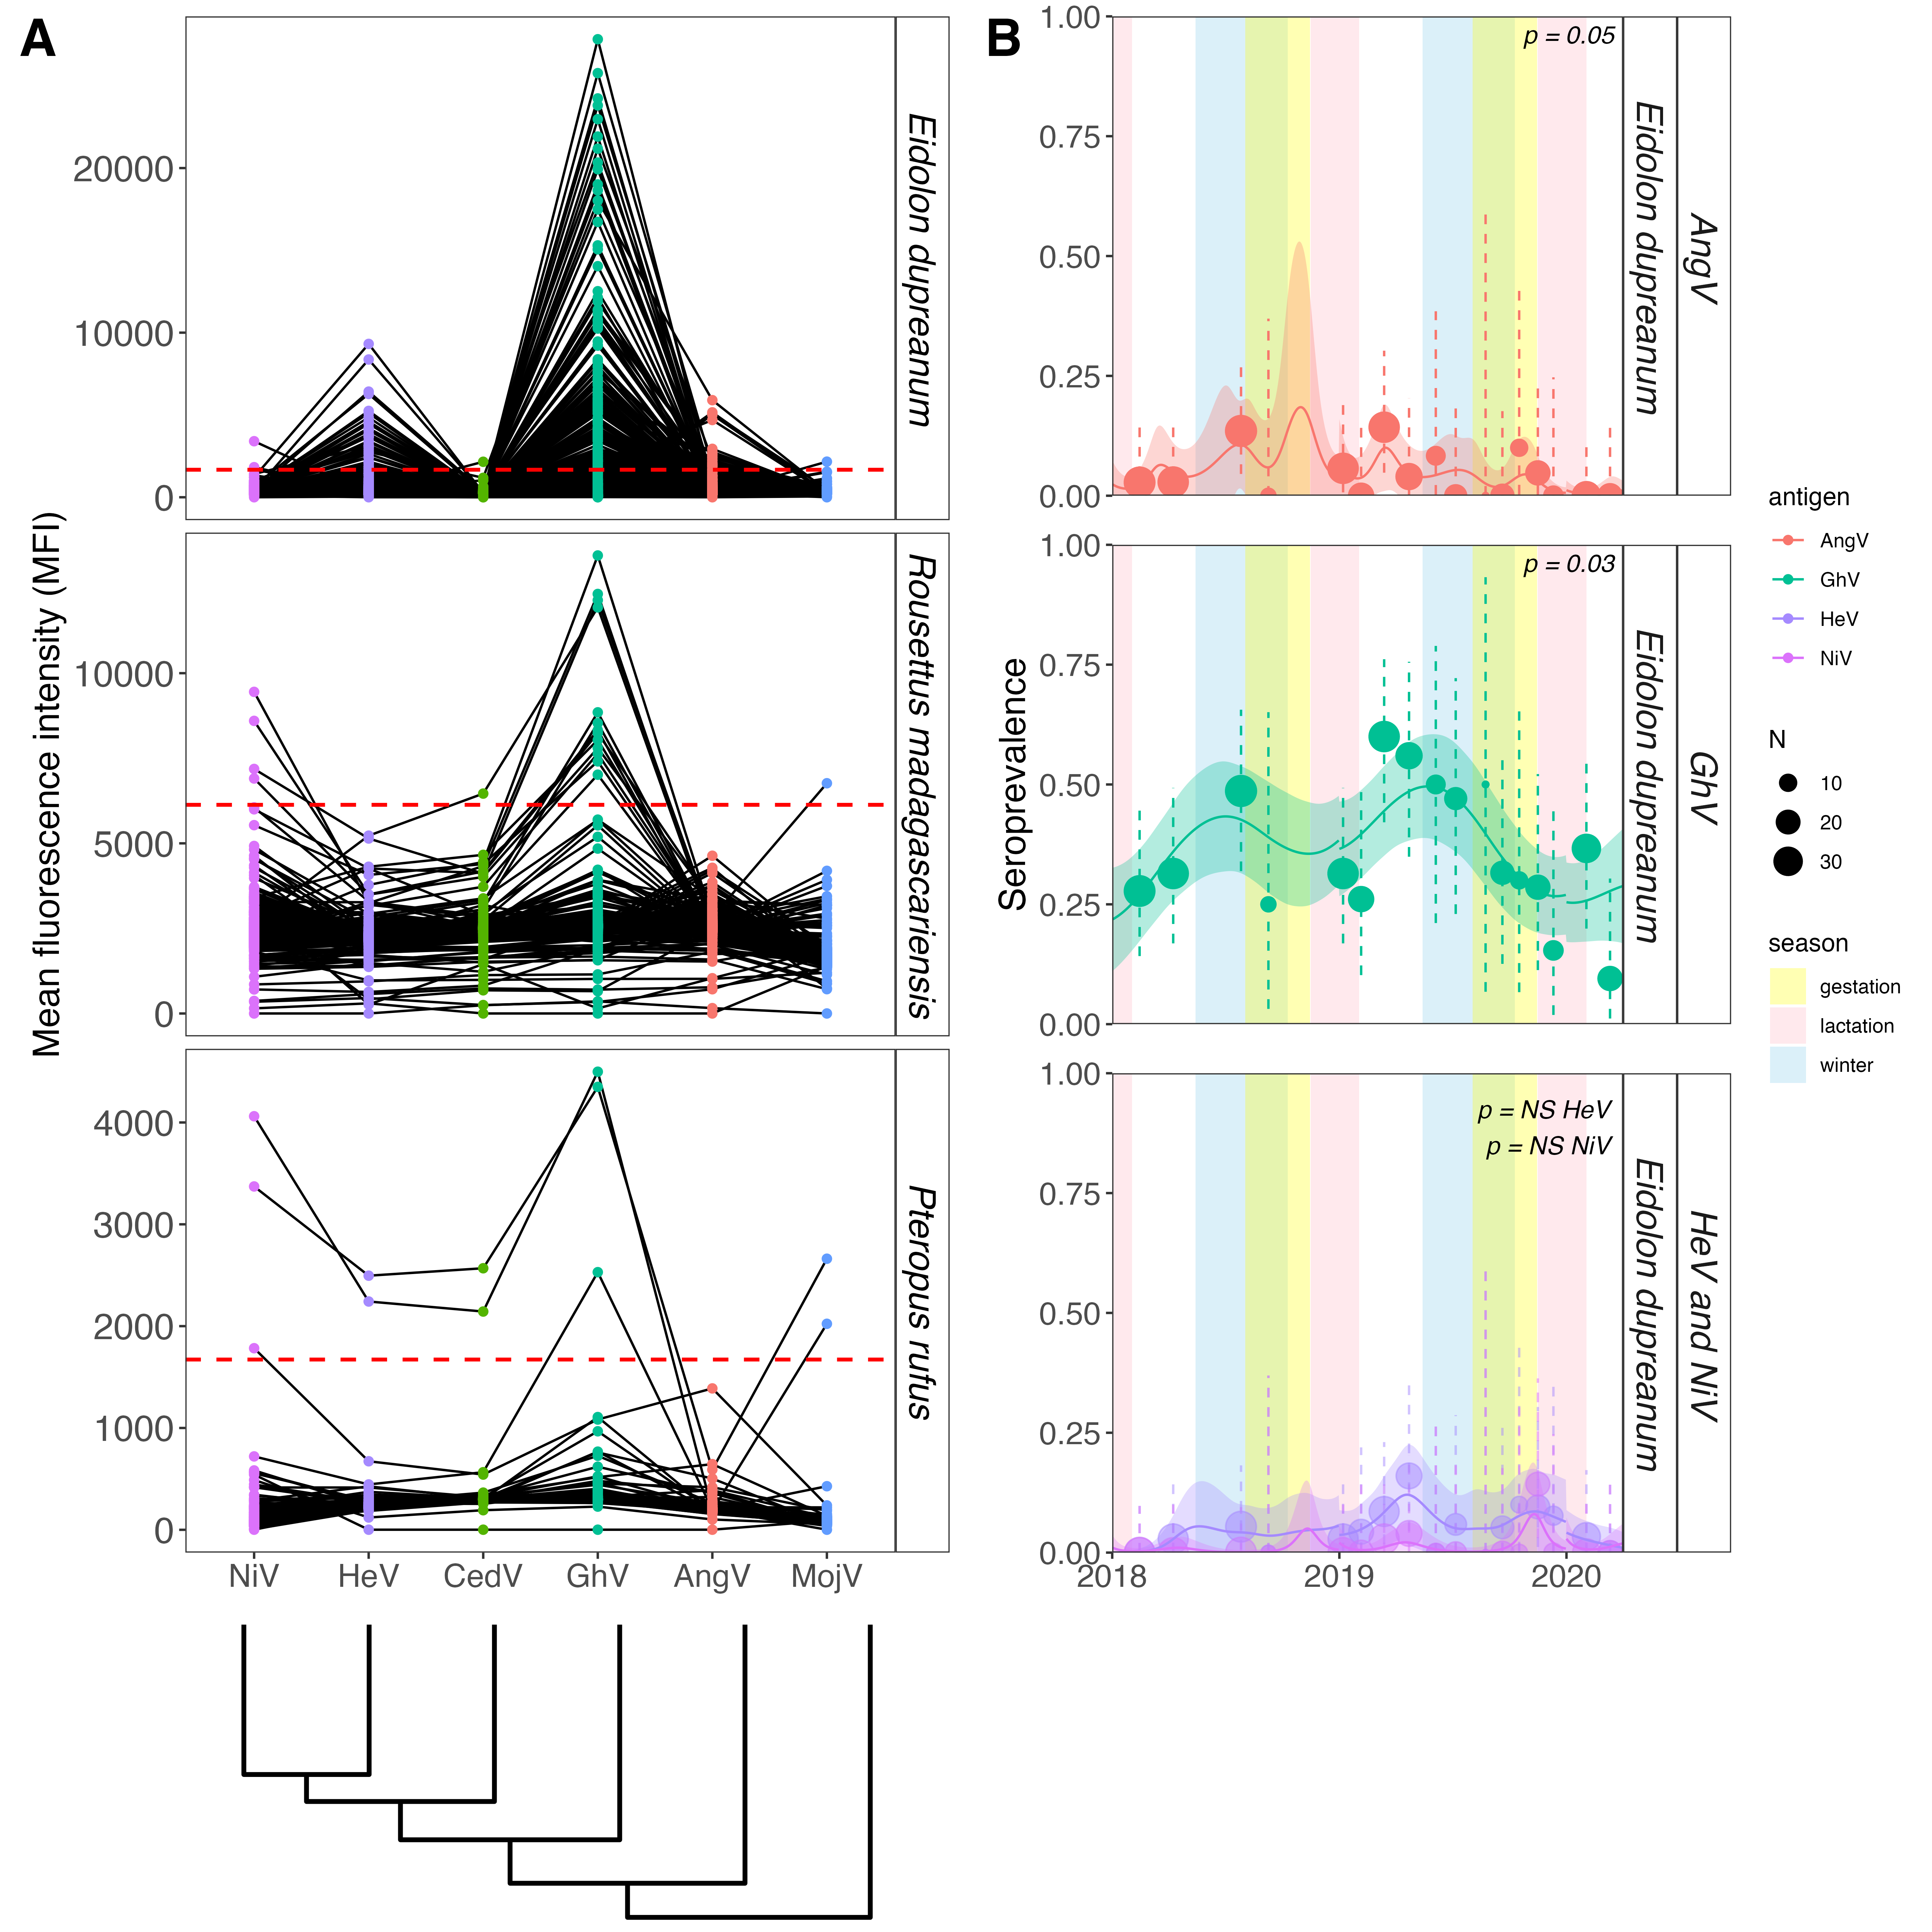 A
Mean fluorescence intensity (MFI)
20000
10000
0
Eidolon dupreanum
10000
5000
0
Rousettus madagascariensis
4000
3000
2000
1000
0
Pteropus rufus
NiV HeV CedV GhV AngV MojV
B
Seroprevalence
1.00
0.75
0.50
0.25
0.00
p = 0.05
Eidolon dupreanum
AngV
1.00
0.75
0.50
0.25
0.00
p = 0.03
Eidolon dupreanum
GhV
1.00
0.75
0.50
0.25
0.00
p = NS HeV
p = NS NiV
Eidolon dupreanum
HeV and NiV
2018 2019 2020
antigen
AngV
GhV
HeV
NiV
N
10
20
30
season
gestation
lactation
winter